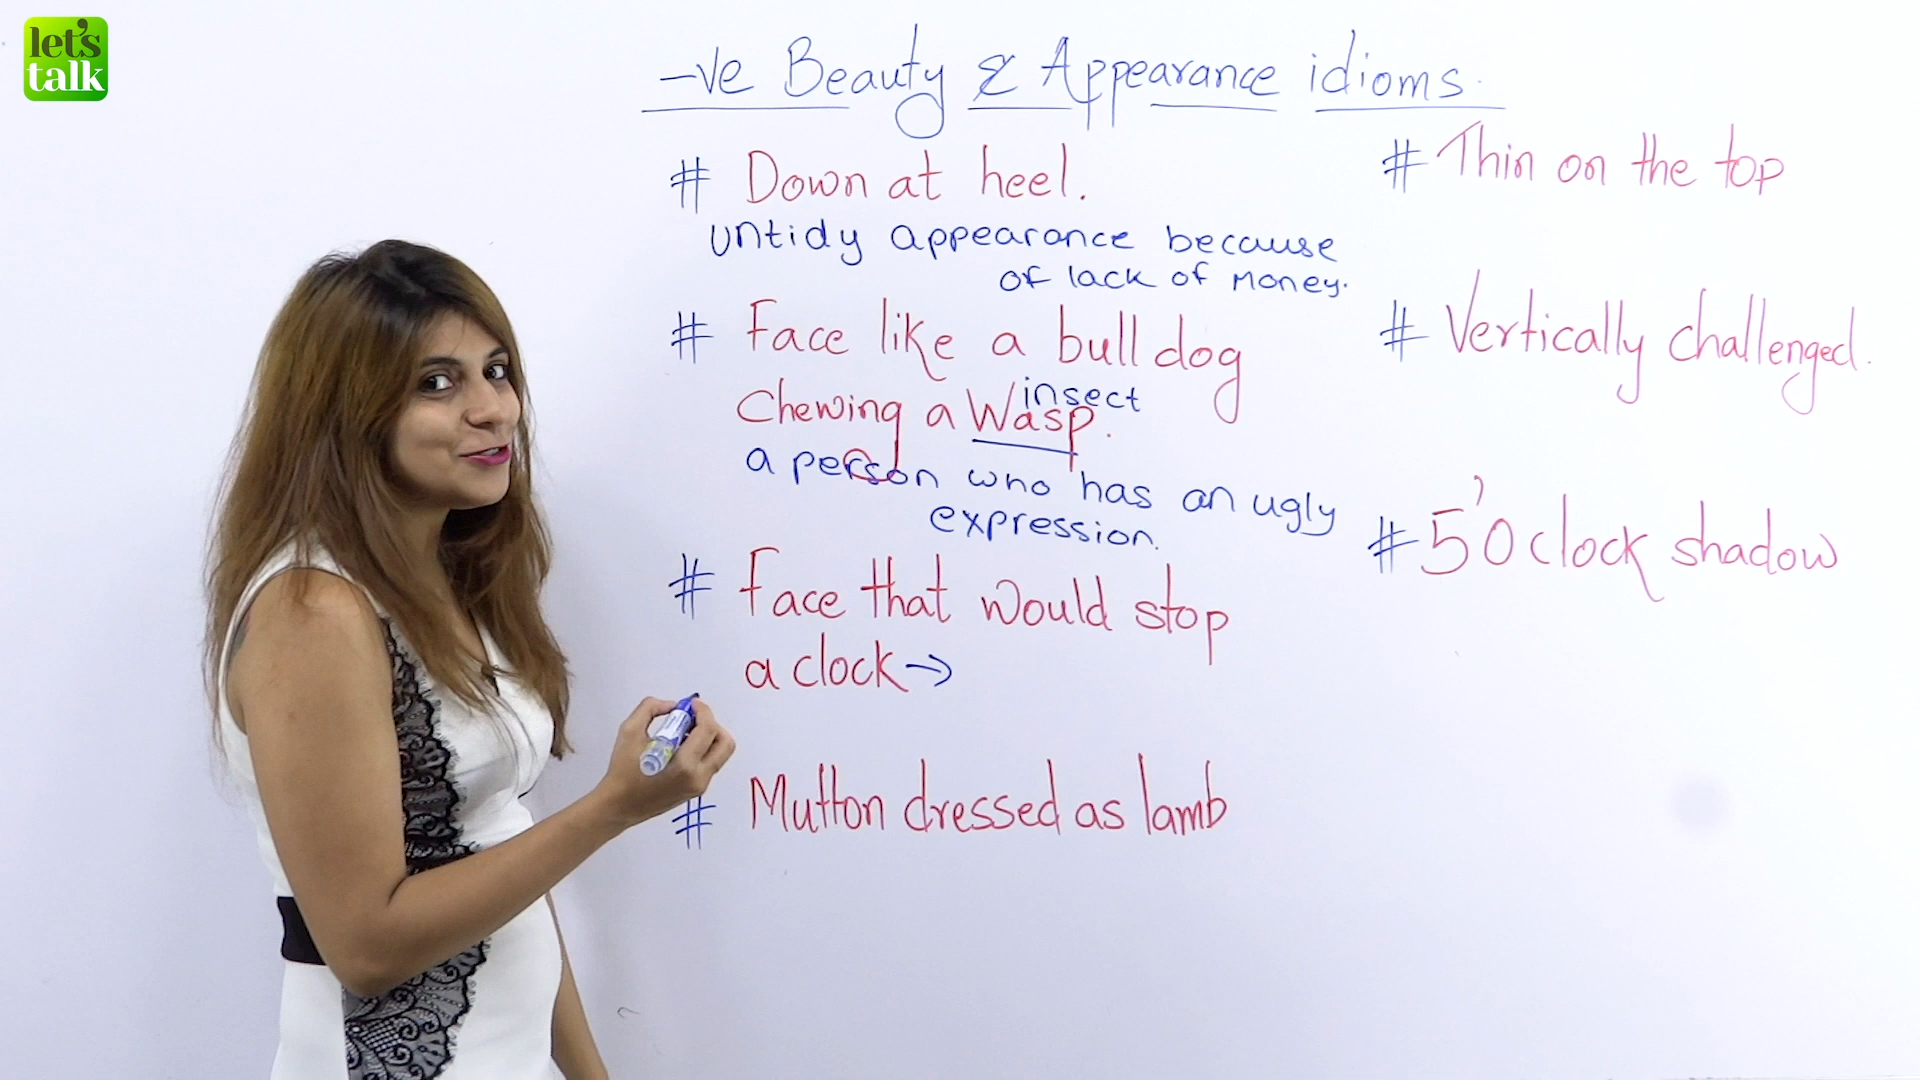 let's
talk
-ve Beauty & Appearance idioms.
# Down at heel.
untidy appearance because
of lack of money.
# Face like a bull dog
insect
Chewing a Wasp.
a person who has an ugly
expression.
# Face that would stop
a clock →
# Mutton dressed as lamb
# Thin on the top
# Vertically challenged.
# 5'O clock shadow